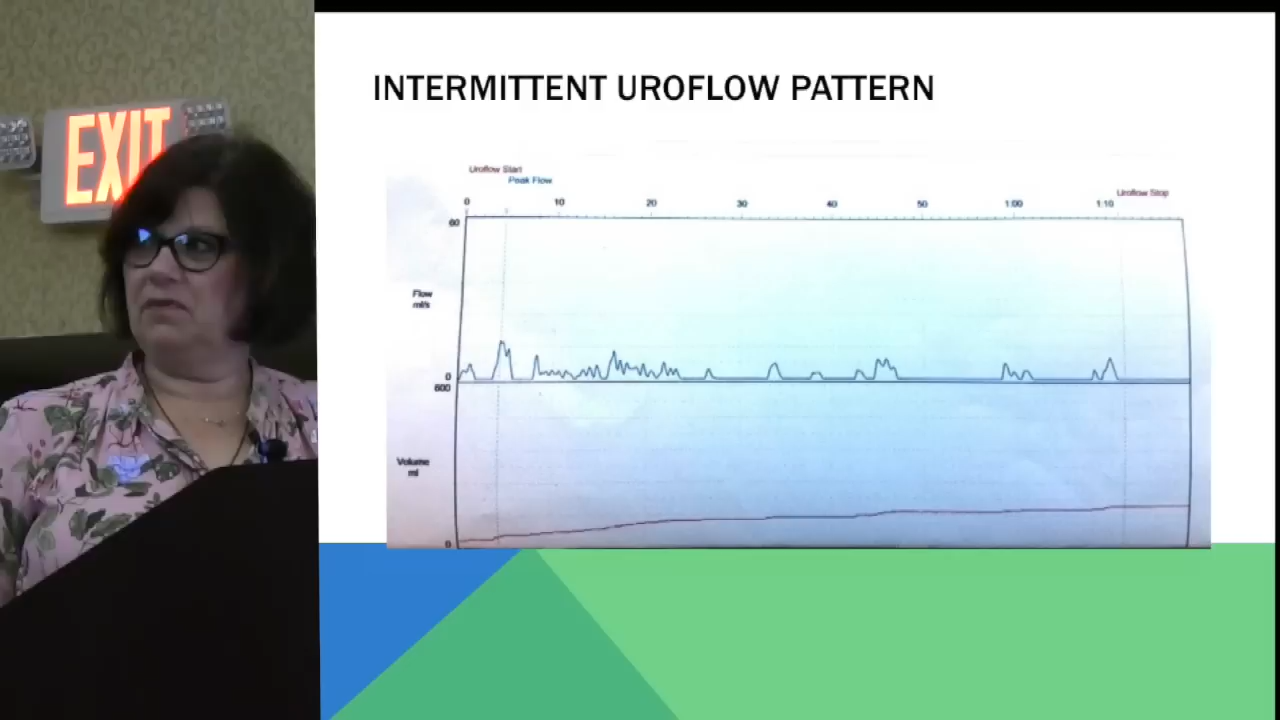 EXIT
INTERMITTENT UROFLOW PATTERN
Uroflow Start
Peak Flow
Uroflow Stop
0 10 20 30 40 50 1:00 1:10
60
Flow
ml/s
0
600
Volume
ml
0